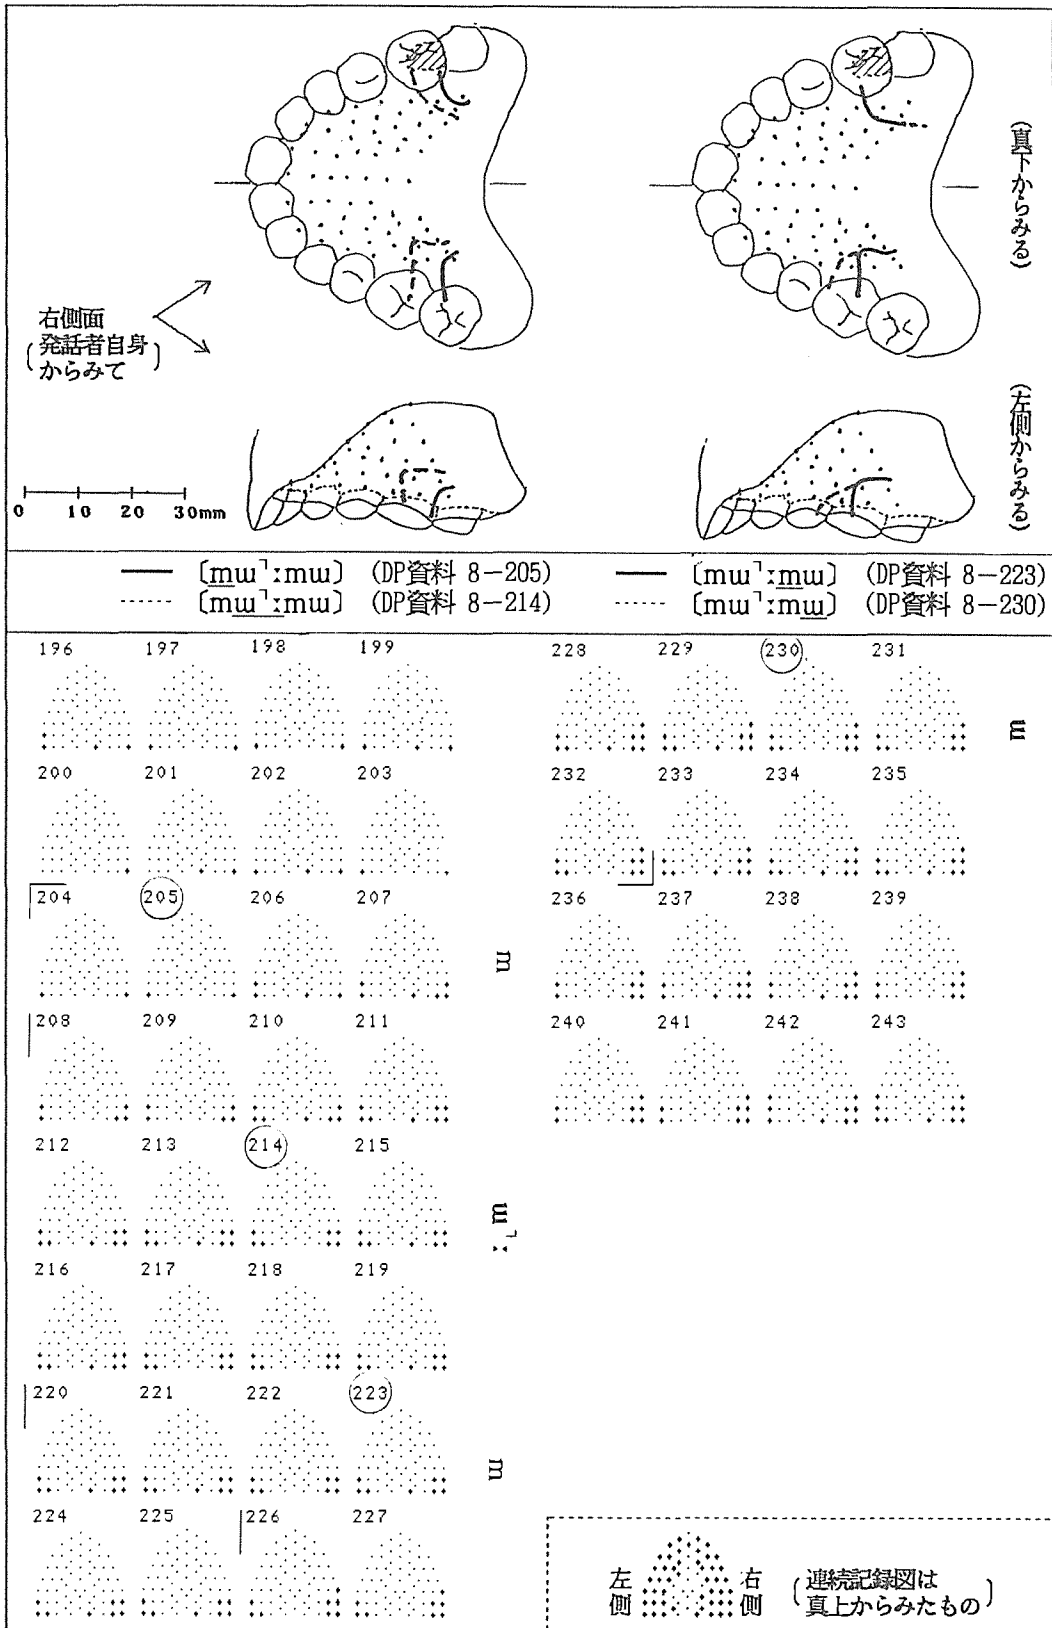 (真下からみる)
右側面
(発話者自身からみて)
(左側からみる)
0 10 20 30mm
—— 〔mɯ˺ːmɯ〕 (DP資料 8−205)
------ 〔mɯ˺ːmɯ〕 (DP資料 8−214)
—— 〔mɯ˺ːmɯ〕 (DP資料 8−223)
------ 〔mɯ˺ːmɯ〕 (DP資料 8−230)
196 197 198 199
200 201 202 203
204 205 206 207
m
208 209 210 211
212 213 214 215
ɯ˺ː
216 217 218 219
220 221 222 223
m
224 225 226 227
228 229 230 231
ɯ
232 233 234 235
236 237 238 239
240 241 242 243
左側 右側
(連続記録図は
真上からみたもの)